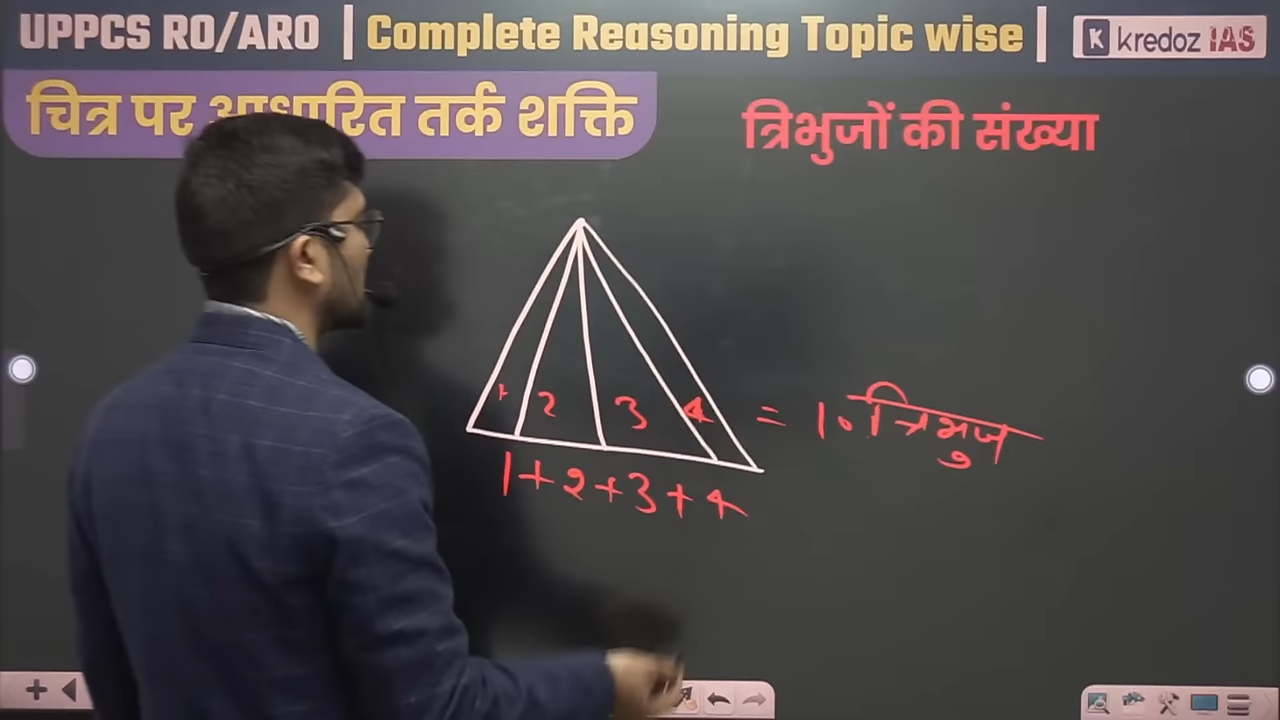 UPPCS RO/ARO | Complete Reasoning Topic wise | K kredoz IAS
चित्र पर आधारित तर्क शक्ति
त्रिभुजों की संख्या
1 2 3 4 = 10 त्रिभुज
1+2+3+4